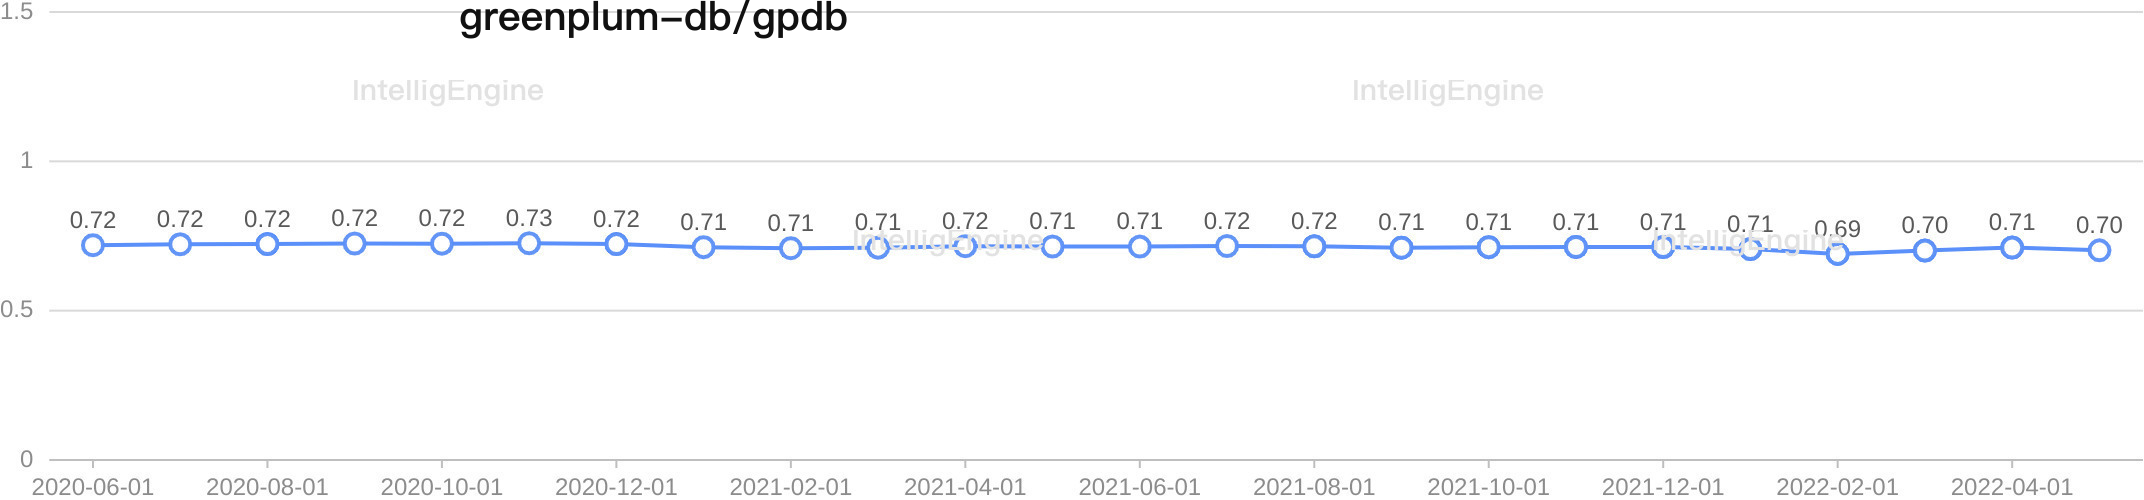 greenplum-db/gpdb
1.5
IntelligEngine IntelligEngine
1
0.72 0.72 0.72 0.72 0.72 0.73 0.72 0.71 0.71 0.71 0.72 0.71 0.71 0.72 0.72 0.71 0.71 0.71 0.71 0.71 0.69 0.70 0.71 0.70
IntelligEngine IntelligEngine
0.5
0
2020-06-01 2020-08-01 2020-10-01 2020-12-01 2021-02-01 2021-04-01 2021-06-01 2021-08-01 2021-10-01 2021-12-01 2022-02-01 2022-04-01